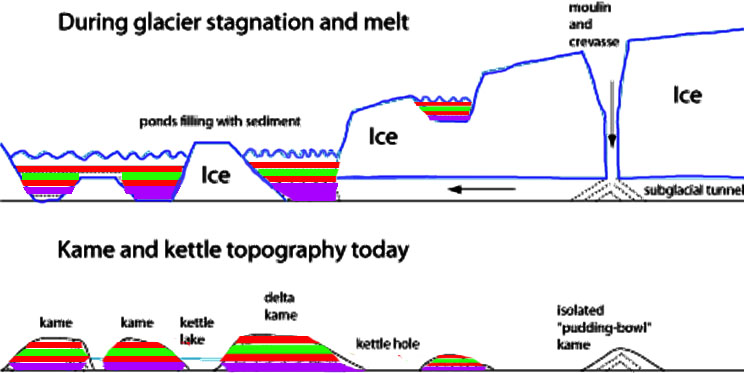 During glacier stagnation and melt
moulin
and
crevasse
ponds filling with sediment
Ice
Ice
Ice
subglacial tunnel
Kame and kettle topography today
kame
kame
kettle
lake
delta
kame
kettle hole
isolated
"pudding-bowl"
kame